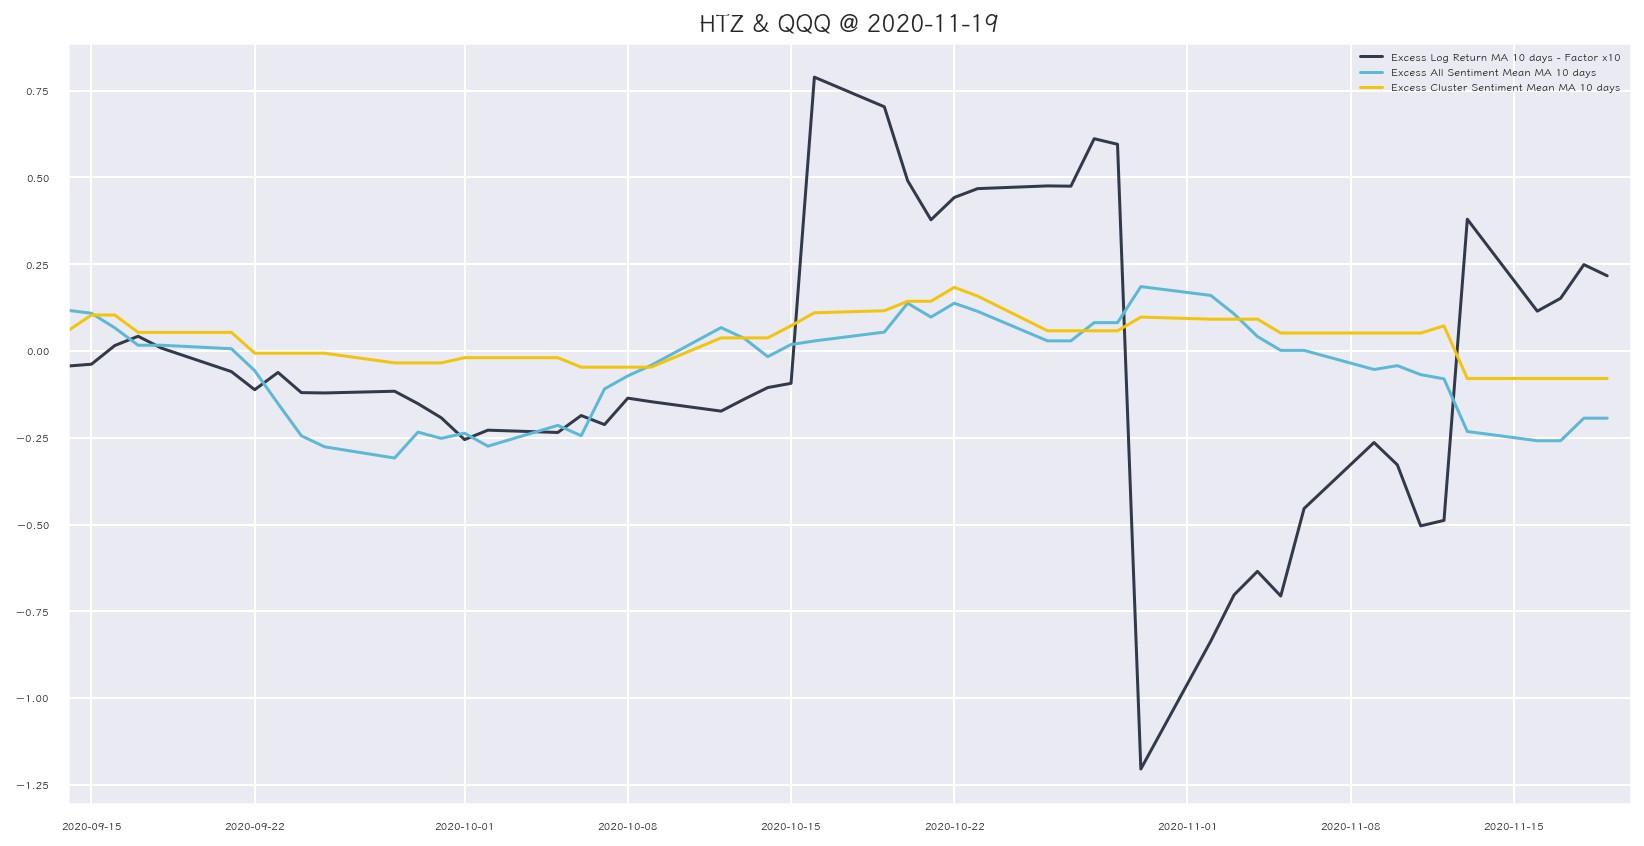 HTZ & QQQ @ 2020-11-19
Excess Log Return MA 10 days - Factor x10
Excess All Sentiment Mean MA 10 days
Excess Cluster Sentiment Mean MA 10 days
0.75
0.50
0.25
0.00
−0.25
−0.50
−0.75
−1.00
−1.25
2020-09-15 2020-09-22 2020-10-01 2020-10-08 2020-10-15 2020-10-22 2020-11-01 2020-11-08 2020-11-15